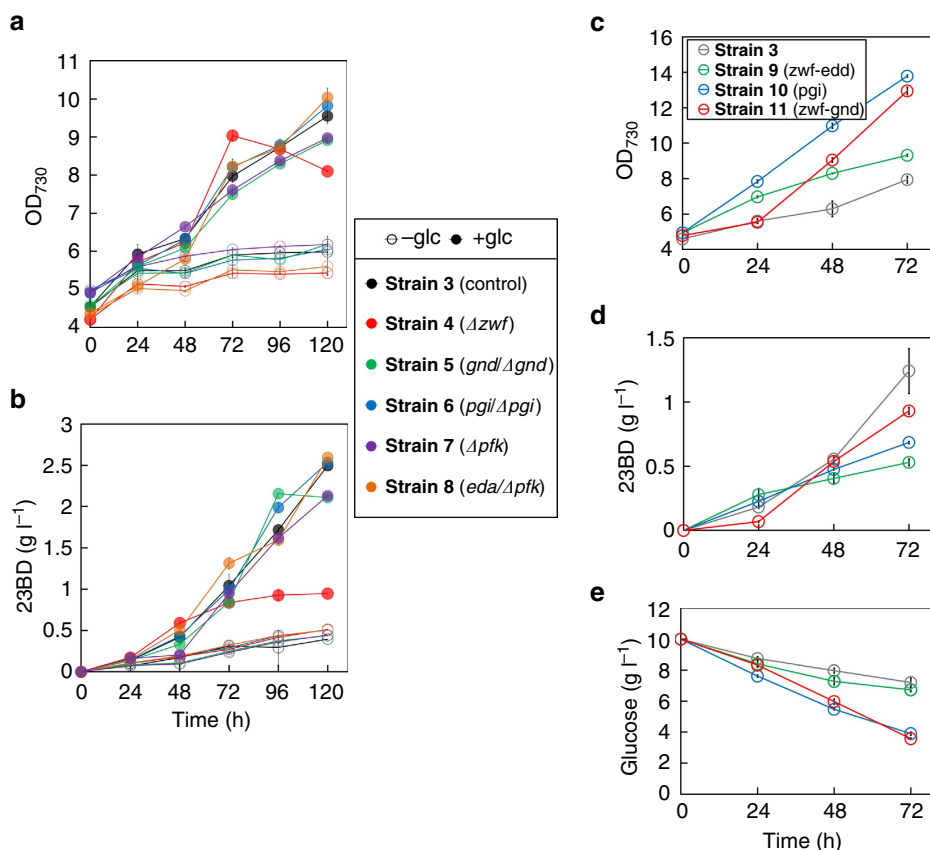 a
OD730
11
10
9
8
7
6
5
4
0 24 48 72 96 120
b
23BD (g l−1)
3
2.5
2
1.5
1
0.5
0
0 24 48 72 96 120
Time (h)
−glc +glc
Strain 3 (control)
Strain 4 (Δzwf)
Strain 5 (gnd/Δgnd)
Strain 6 (pgi/Δpgi)
Strain 7 (Δpfk)
Strain 8 (eda/Δpfk)
c
OD730
16
14
12
10
8
6
4
Strain 3
Strain 9 (zwf-edd)
Strain 10 (pgi)
Strain 11 (zwf-gnd)
0 24 48 72
d
23BD (g l−1)
1.5
1
0.5
0
0 24 48 72
e
Glucose (g l−1)
12
10
8
6
4
2
0
0 24 48 72
Time (h)